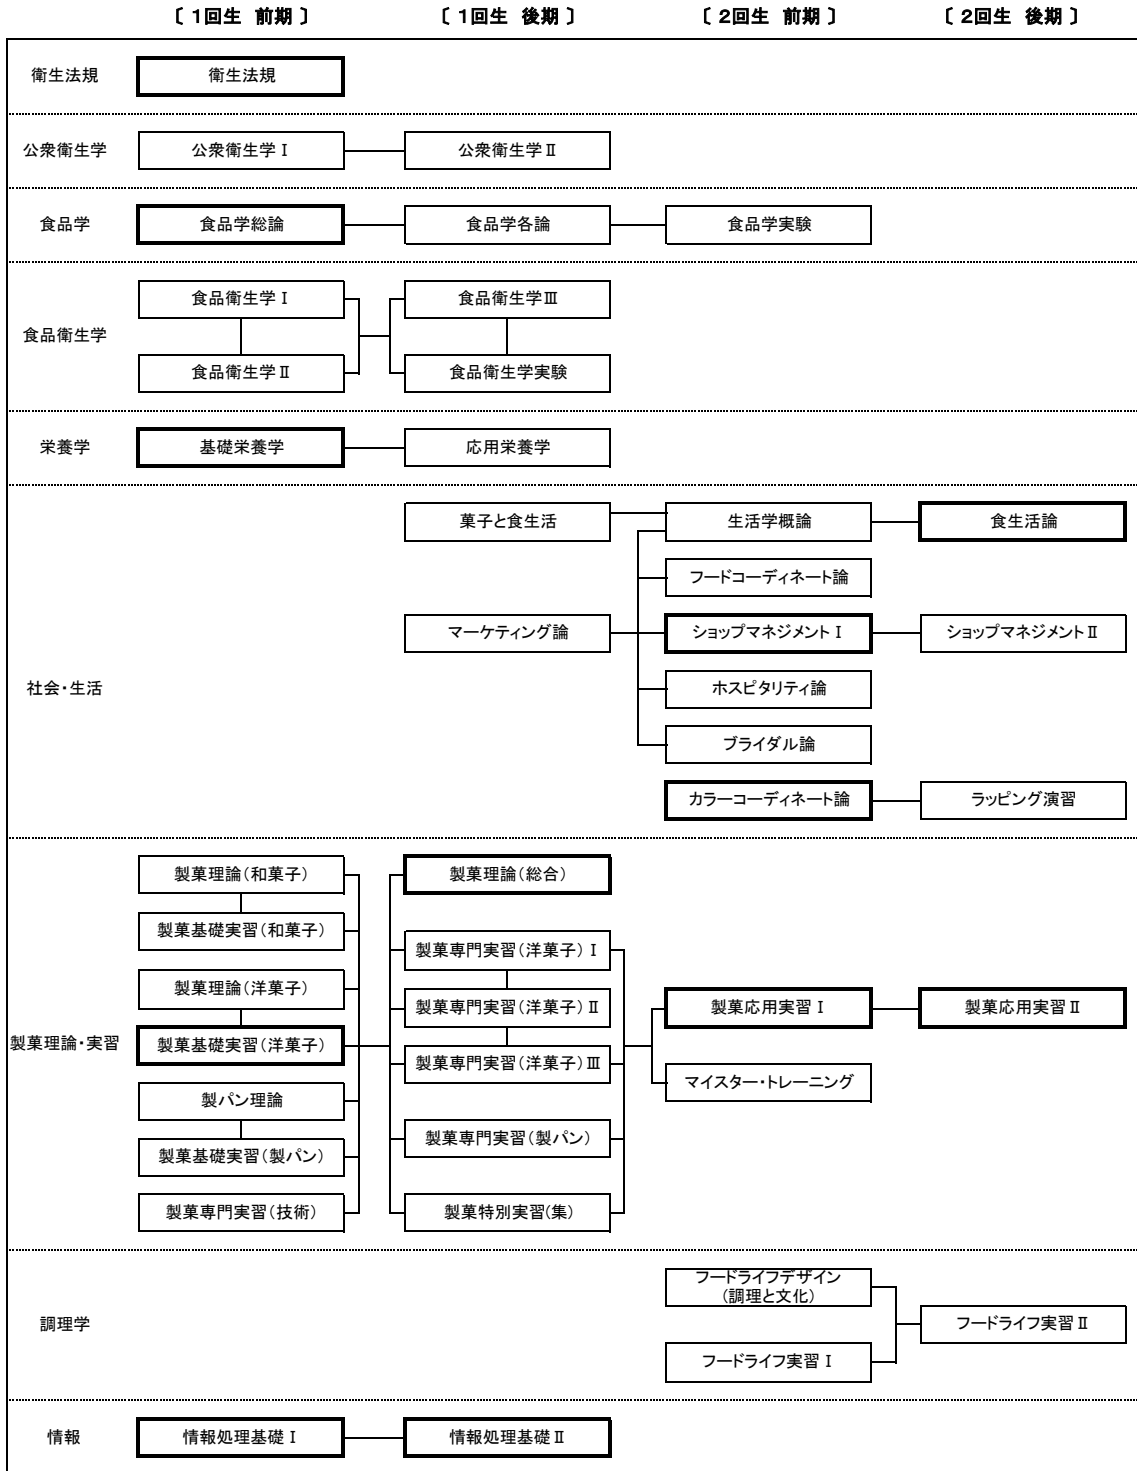 〔 1回生 前期 〕 〔 1回生 後期 〕 〔 2回生 前期 〕 〔 2回生 後期 〕
衛生法規 衛生法規
公衆衛生学 公衆衛生学Ⅰ 公衆衛生学Ⅱ
食品学 食品学総論 食品学各論 食品学実験
食品衛生学Ⅰ 食品衛生学Ⅲ
食品衛生学
食品衛生学Ⅱ 食品衛生学実験
栄養学 基礎栄養学 応用栄養学
菓子と食生活 生活学概論 食生活論
フードコーディネート論
マーケティング論 ショップマネジメントⅠ ショップマネジメントⅡ
社会・生活 ホスピタリティ論
ブライダル論
カラーコーディネート論 ラッピング演習
製菓理論(和菓子) 製菓理論(総合)
製菓基礎実習(和菓子)
製菓専門実習(洋菓子)Ⅰ
製菓理論(洋菓子)
製菓専門実習(洋菓子)Ⅱ 製菓応用実習Ⅰ 製菓応用実習Ⅱ
製菓理論・実習 製菓基礎実習(洋菓子)
製菓専門実習(洋菓子)Ⅲ
マイスター・トレーニング
製パン理論
製菓専門実習(製パン)
製菓基礎実習(製パン)
製菓専門実習(技術) 製菓特別実習(集)
フードライフデザイン
(調理と文化)
調理学 フードライフ実習Ⅱ
フードライフ実習Ⅰ
情報 情報処理基礎Ⅰ 情報処理基礎Ⅱ